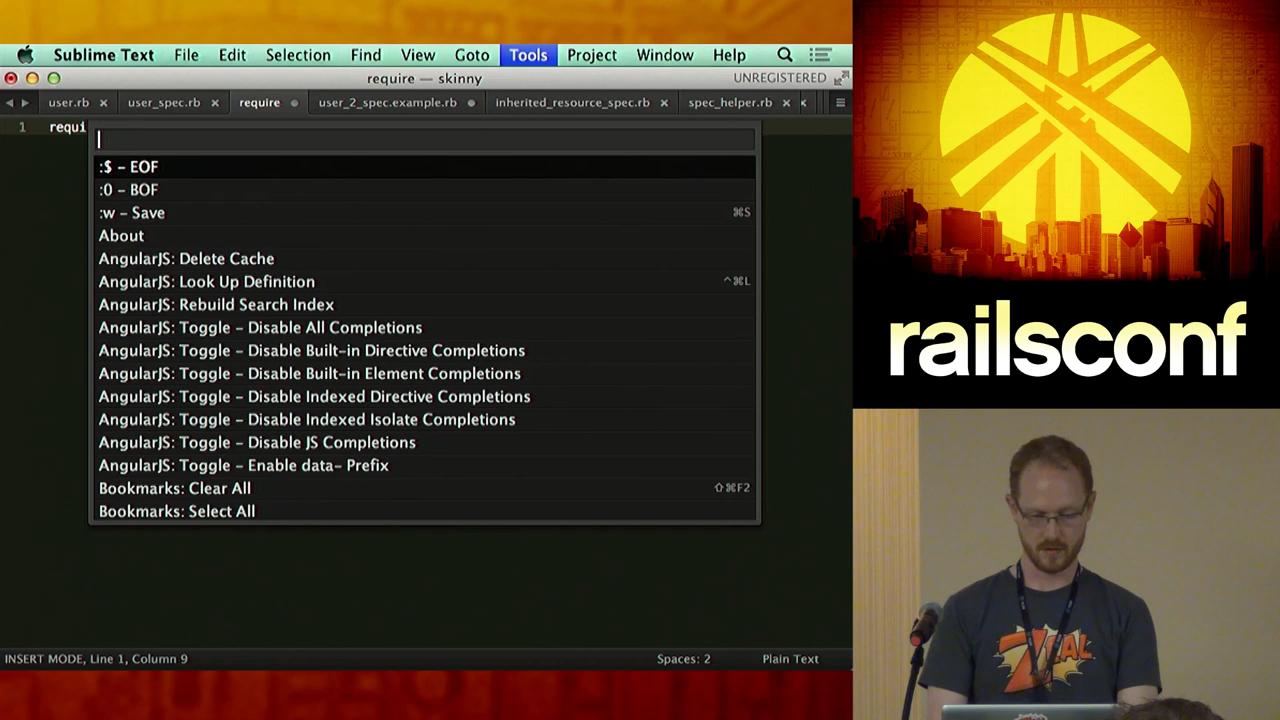 Sublime Text File Edit Selection Find View Goto Tools Project Window Help
require — skinny UNREGISTERED
user.rb user_spec.rb require user_2_spec.example.rb inherited_resource_spec.rb spec_helper.rb
1 requi
:$ – EOF
:0 – BOF
:w – Save ⌘S
About
AngularJS: Delete Cache
AngularJS: Look Up Definition ^⌘L
AngularJS: Rebuild Search Index
AngularJS: Toggle – Disable All Completions
AngularJS: Toggle – Disable Built-in Directive Completions
AngularJS: Toggle – Disable Built-in Element Completions
AngularJS: Toggle – Disable Indexed Directive Completions
AngularJS: Toggle – Disable Indexed Isolate Completions
AngularJS: Toggle – Disable JS Completions
AngularJS: Toggle – Enable data- Prefix
Bookmarks: Clear All ⇧⌘F2
Bookmarks: Select All
INSERT MODE, Line 1, Column 9 Spaces: 2 Plain Text
railsconf
ZEAL